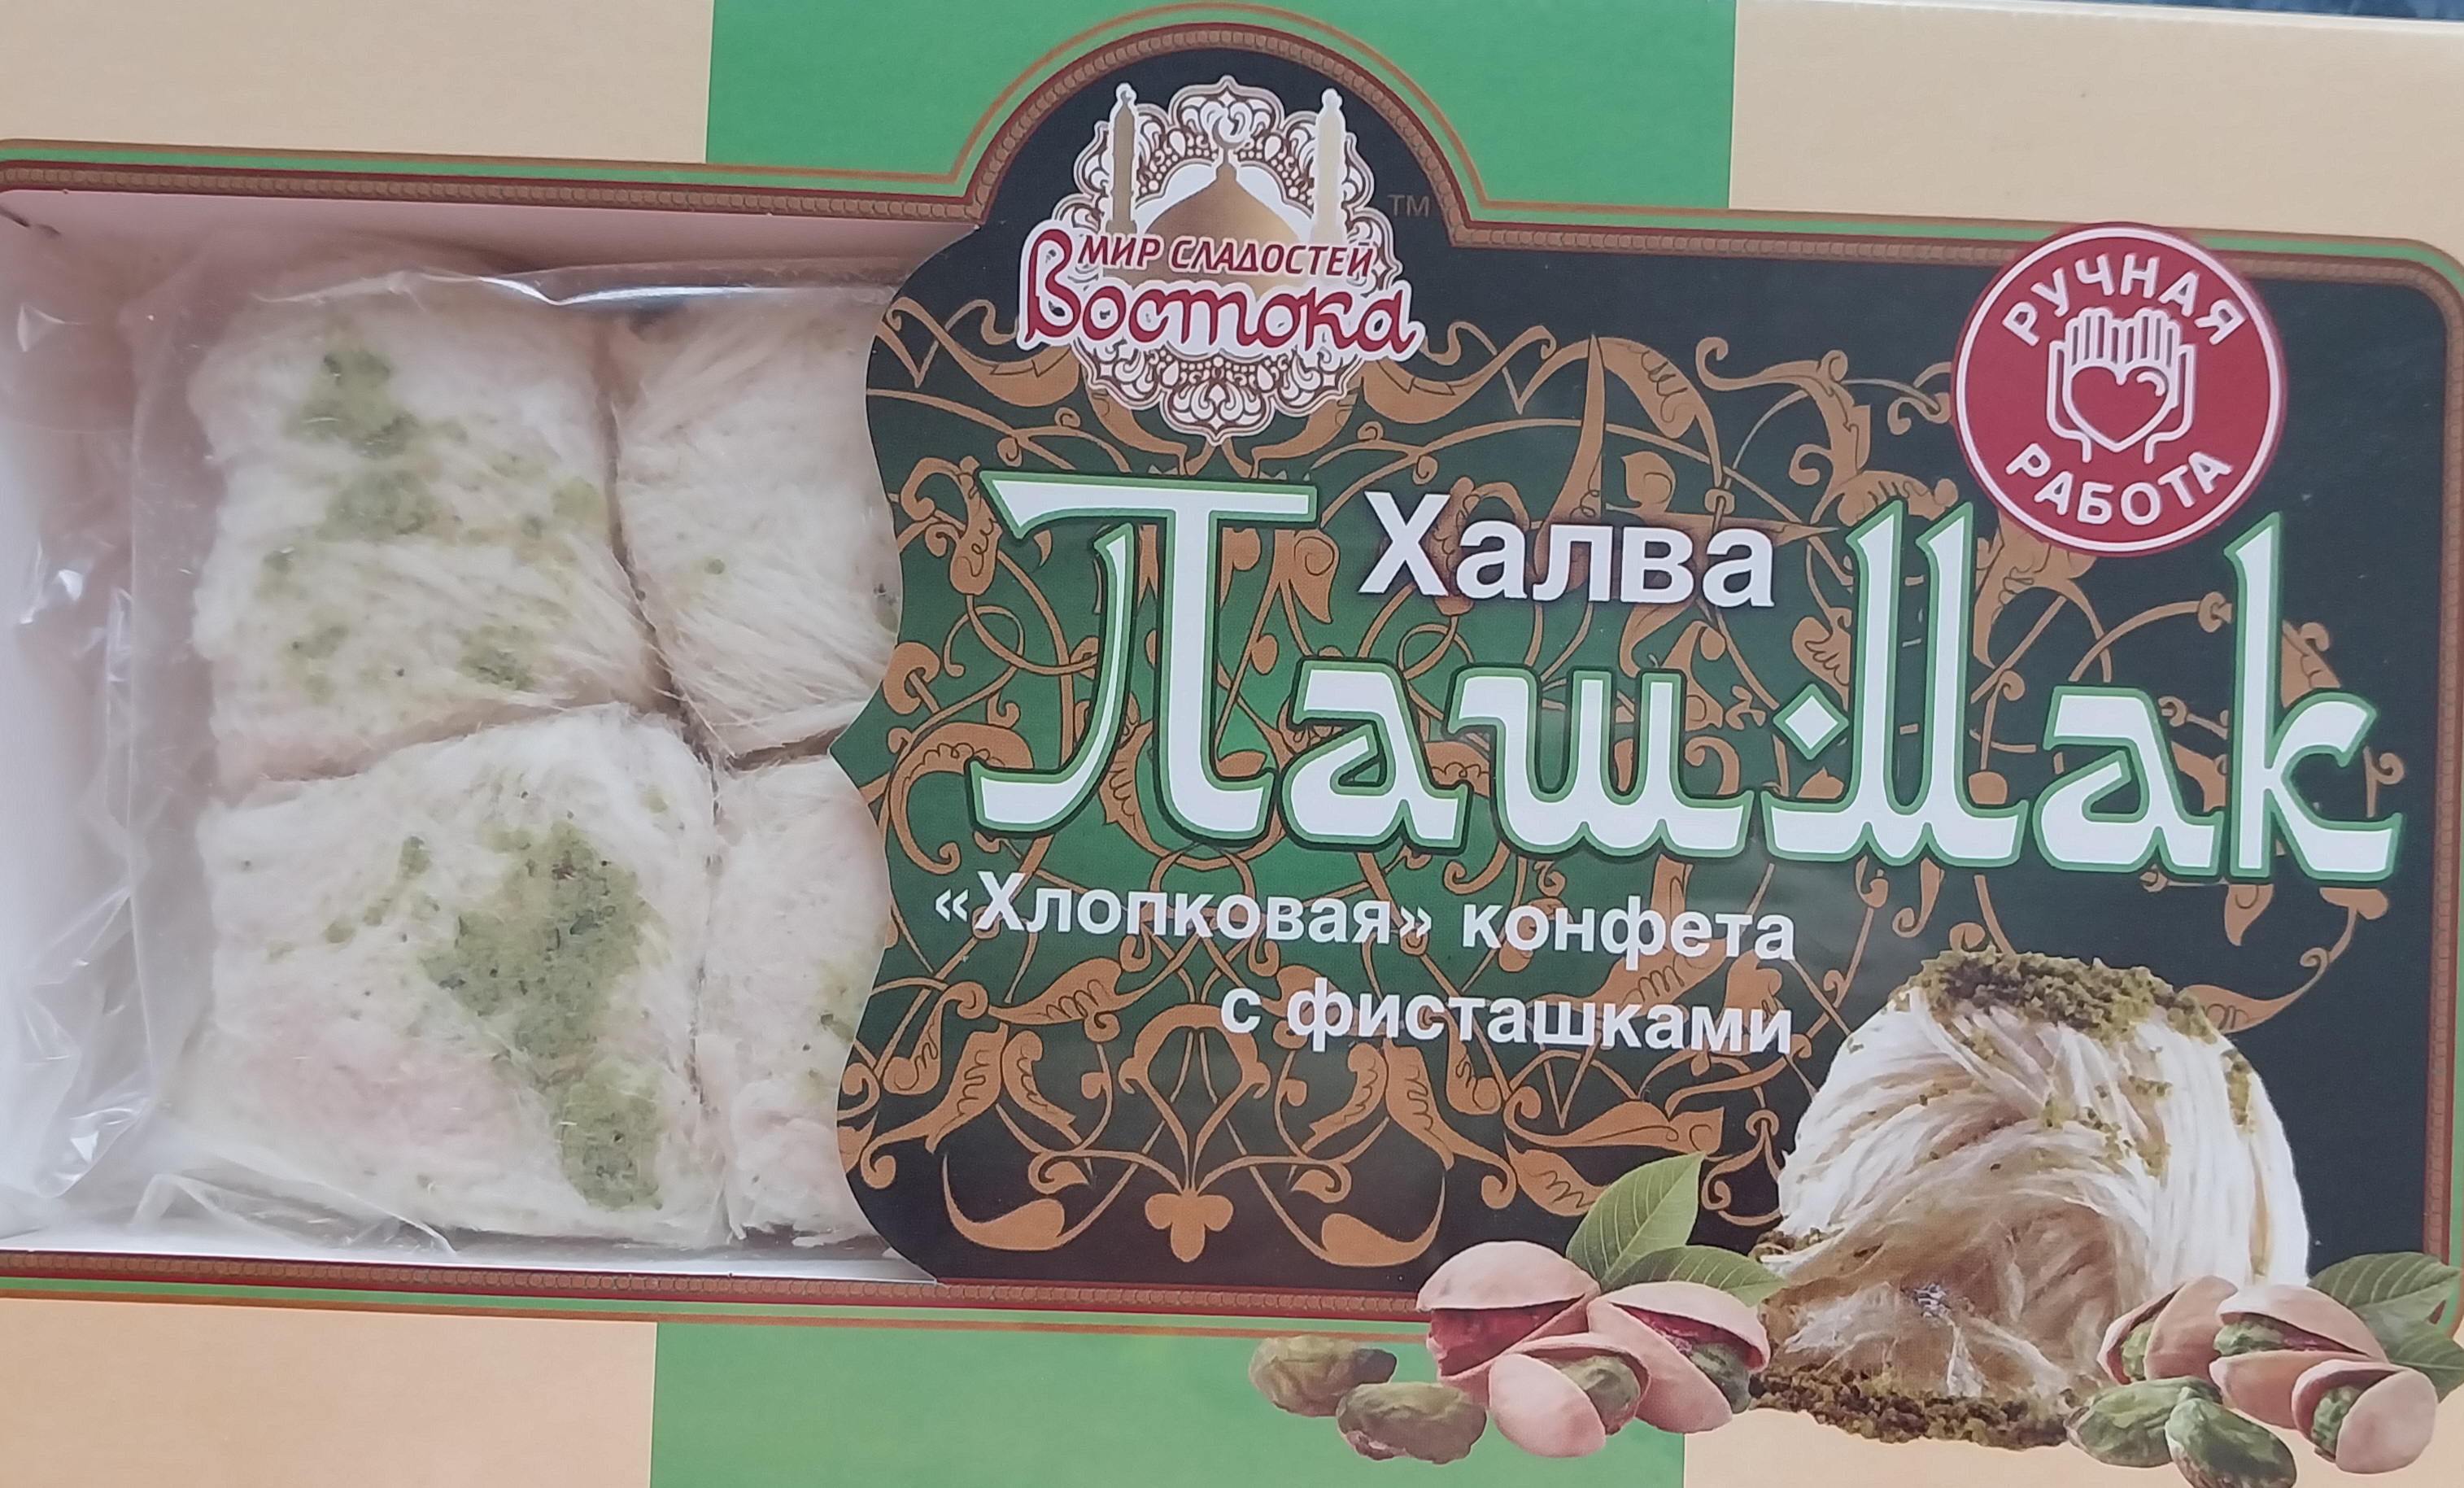 МИР СЛАДОСТЕЙ
Востока
TM
РУЧНАЯ
РАБОТА
Халва
Пашмак
«Хлопковая» конфета
с фисташками